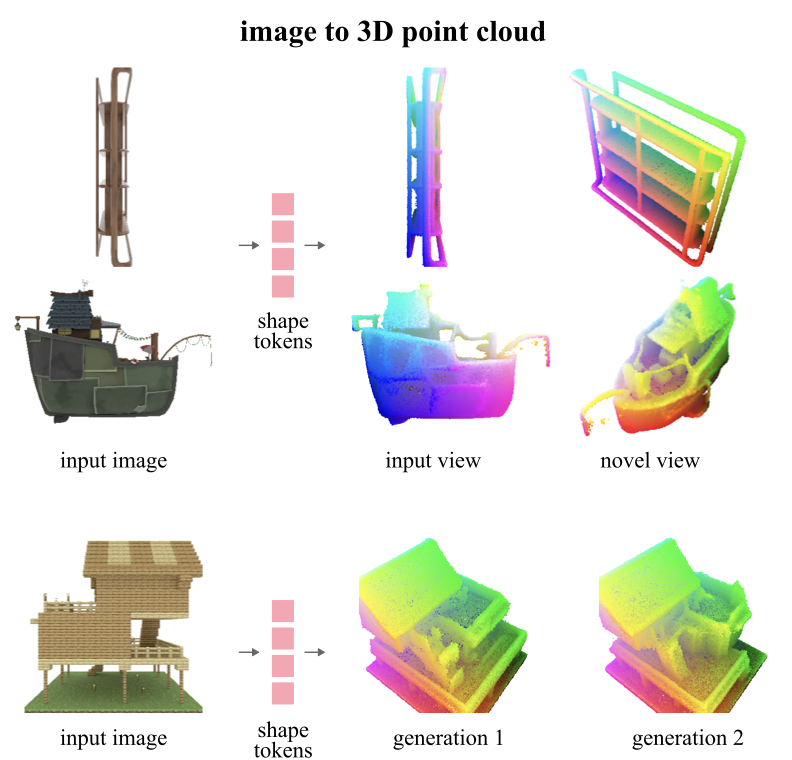 image to 3D point cloud
shape
tokens
input image
input view
novel view
shape
tokens
input image
generation 1
generation 2